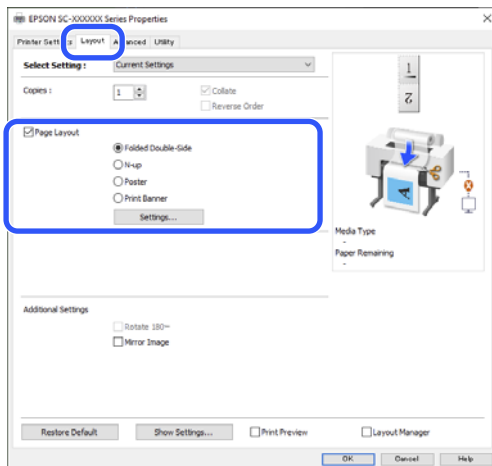 EPSON SC-XXXXXX Series Properties
Printer Settings Layout Advanced Utility
Select Setting : Current Settings
Copies : 1 Collate
Reverse Order
Page Layout
Folded Double-Side
N-up
Poster
Print Banner
Settings...
1
2
A
Media Type
-
Paper Remaining
-
Additional Settings
Rotate 180°
Mirror Image
Restore Default Show Settings... Print Preview Layout Manager
OK Cancel Help